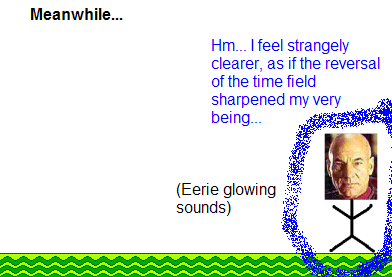 Meanwhile...
Hm... I feel strangely
clearer, as if the reversal
of the time field
sharpened my very
being...
(Eerie glowing
sounds)